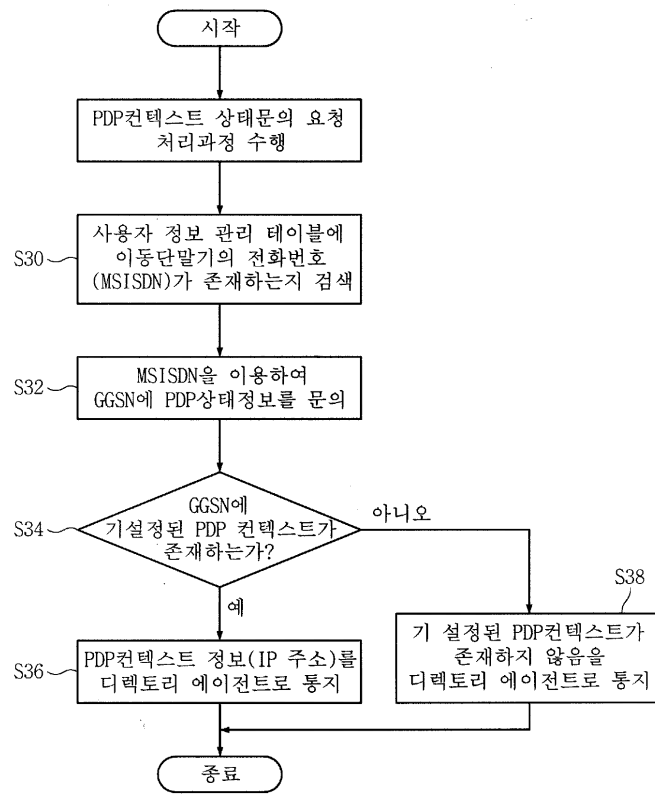 시작
PDP컨텍스트 상태문의 요청
처리과정 수행
S30
사용자 정보 관리 테이블에
이동단말기의 전화번호
(MSISDN)가 존재하는지 검색
S32
MSISDN을 이용하여
GGSN에 PDP상태정보를 문의
S34
GGSN에
기설정된 PDP 컨텍스트가
존재하는가?
아니오
예
S36
PDP컨텍스트 정보(IP 주소)를
디렉토리 에이전트로 통지
S38
기 설정된 PDP컨텍스트가
존재하지 않음을
디렉토리 에이전트로 통지
종료